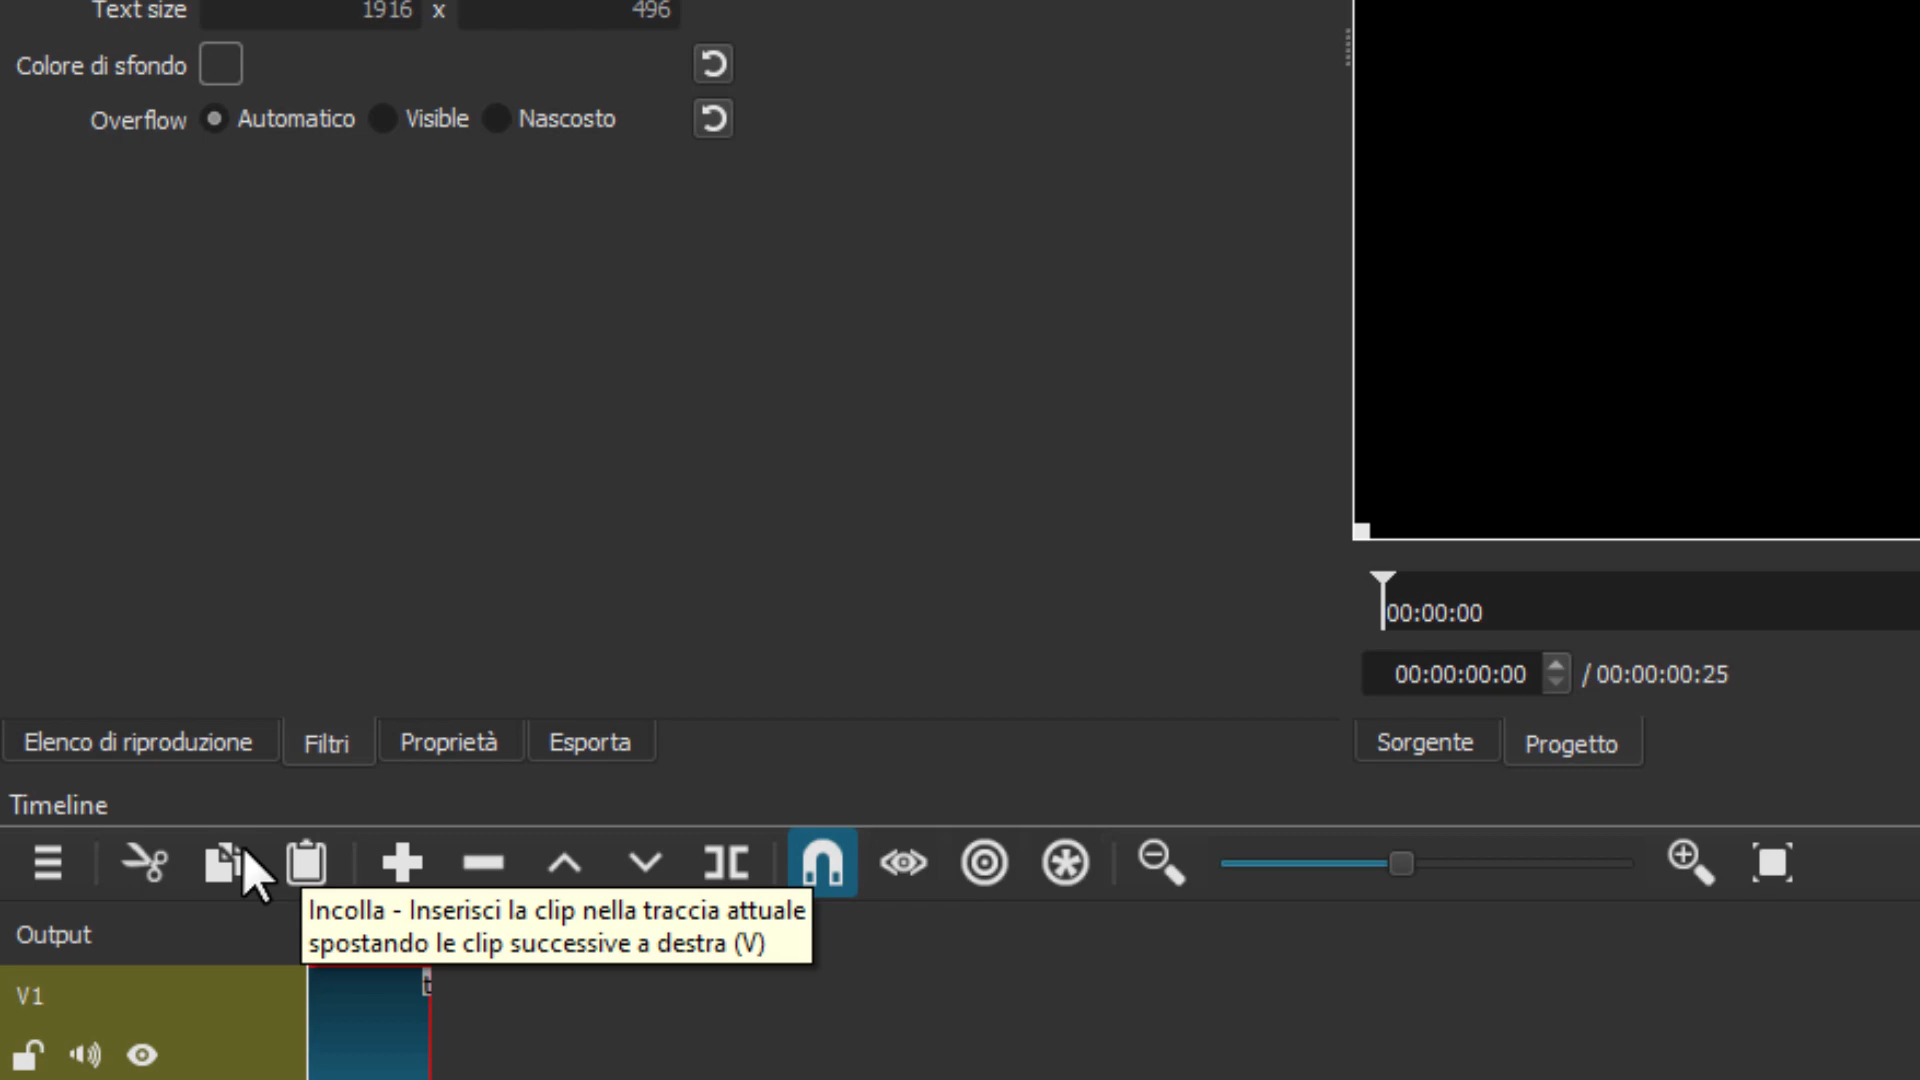 Text size 1916 x 496
Colore di sfondo
Overflow Automatico Visible Nascosto
00:00:00
00:00:00:00 / 00:00:00:25
Elenco di riproduzione Filtri Proprietà Esporta Sorgente Progetto
Timeline
Incolla - Inserisci la clip nella traccia attuale
spostando le clip successive a destra (V)
Output
V1